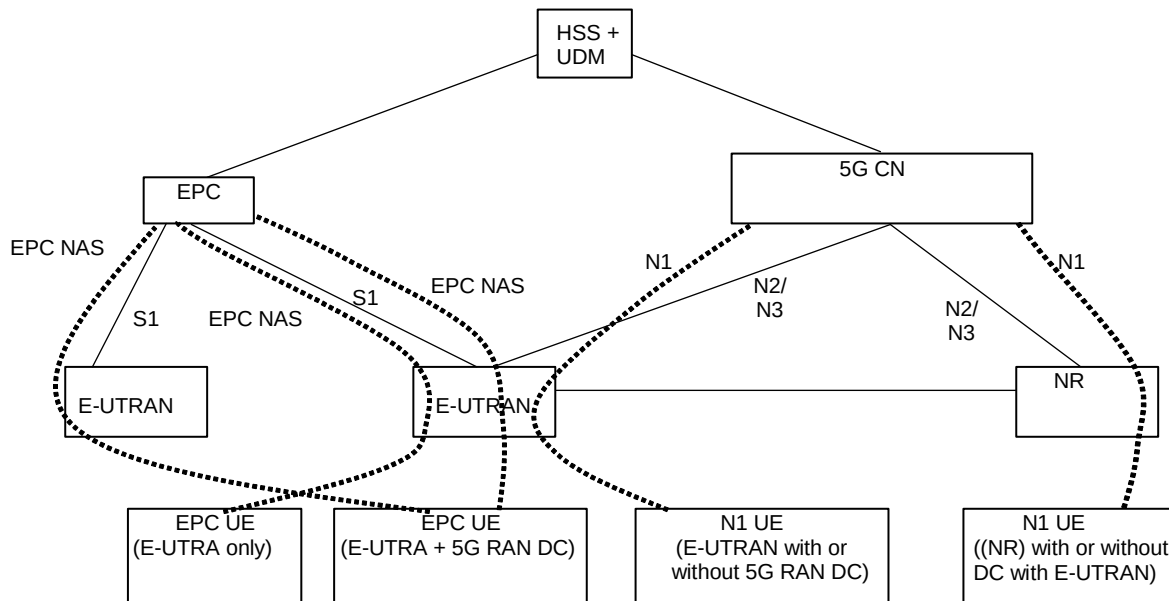 HSS +
UDM
EPC
5G CN
EPC NAS
N1
N1
N2/
N3
EPC NAS
S1
EPC NAS
S1
N2/
N3
E-UTRAN
E-UTRAN
NR
EPC UE
(E-UTRA only)
EPC UE
(E-UTRA + 5G RAN DC)
N1 UE
(E-UTRAN with or
without 5G RAN DC)
N1 UE
((NR) with or without
DC with E-UTRAN)